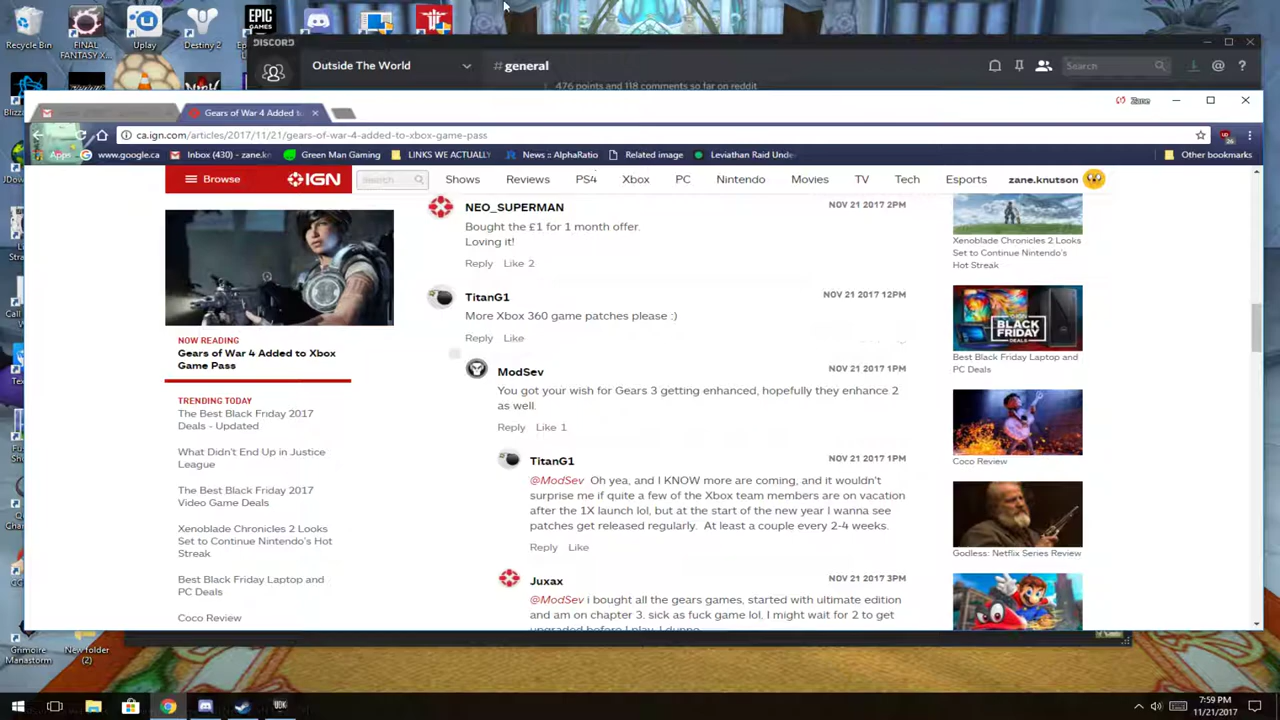 Recycle Bin
FINAL
FANTASY X...
Uplay
Destiny 2
EPIC
GAMES
DISCORD
Outside The World
# general
Search
476 points and 118 comments so far on reddit
Gears of War 4 Added to
Zane
ca.ign.com/articles/2017/11/21/gears-of-war-4-added-to-xbox-game-pass
Apps
www.google.ca
Inbox (430) - zane.kn
Green Man Gaming
LINKS WE ACTUALLY
News :: AlphaRatio
Related image
Leviathan Raid Unde
Other bookmarks
Browse
IGN
Search
Shows
Reviews
PS4
Xbox
PC
Nintendo
Movies
TV
Tech
Esports
zane.knutson
NOW READING
Gears of War 4 Added to Xbox
Game Pass
TRENDING TODAY
The Best Black Friday 2017
Deals - Updated
What Didn't End Up in Justice
League
The Best Black Friday 2017
Video Game Deals
Xenoblade Chronicles 2 Looks
Set to Continue Nintendo's Hot
Streak
Best Black Friday Laptop and
PC Deals
Coco Review
NEO_SUPERMAN
NOV 21 2017 2PM
Bought the £1 for 1 month offer.
Loving it!
Reply Like 2
TitanG1
NOV 21 2017 12PM
More Xbox 360 game patches please :)
Reply Like
ModSev
NOV 21 2017 1PM
You got your wish for Gears 3 getting enhanced, hopefully they enhance 2
as well.
Reply Like 1
TitanG1
NOV 21 2017 1PM
@ModSev Oh yea, and I KNOW more are coming, and it wouldn't
surprise me if quite a few of the Xbox team members are on vacation
after the 1X launch lol, but at the start of the new year I wanna see
patches get released regularly. At least a couple every 2-4 weeks.
Reply Like
Juxax
NOV 21 2017 3PM
@ModSev i bought all the gears games, started with ultimate edition
and am on chapter 3, sick as fuck game lol, I might wait for 2 to get
upgraded before I play, I dunno
Xenoblade Chronicles 2 Looks
Set to Continue Nintendo's
Hot Streak
BLACK
FRIDAY
DEALS
Best Black Friday Laptop and
PC Deals
Coco Review
Godless: Netflix Series Review
Grimoire
Manastorm
New folder
(2)
7:59 PM
11/21/2017